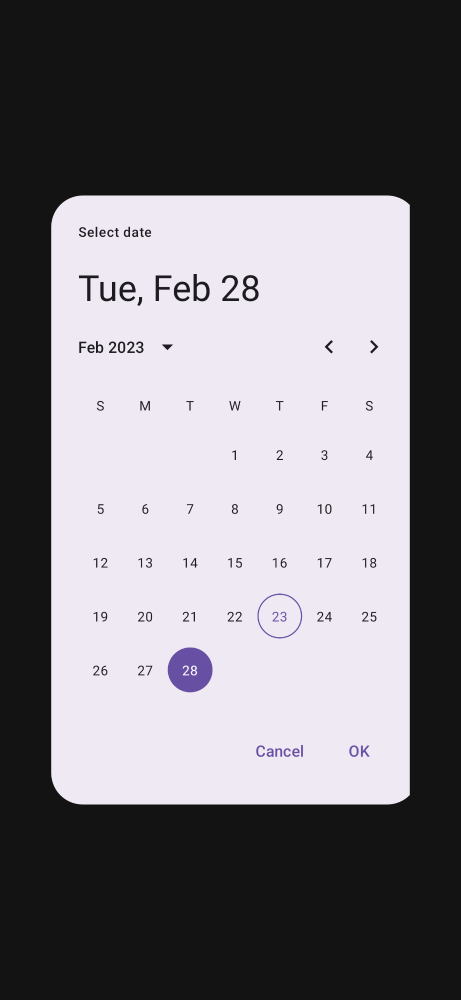 Select date
Tue, Feb 28
Feb 2023
S M T W T F S
1 2 3 4
5 6 7 8 9 10 11
12 13 14 15 16 17 18
19 20 21 22 23 24 25
26 27 28
Cancel OK